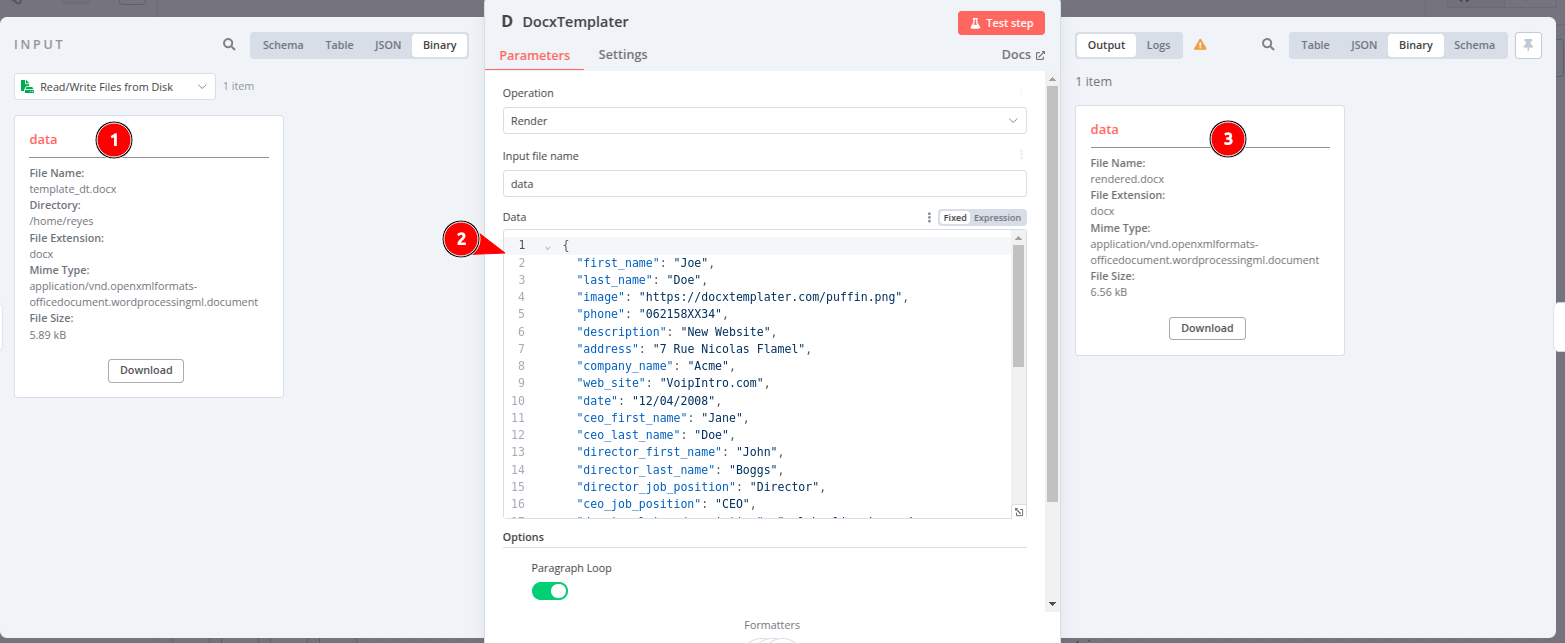 INPUT
Schema Table JSON Binary
Read/Write Files from Disk
1 item
data
1
File Name:
template_dt.docx
Directory:
/home/reyes
File Extension:
docx
Mime Type:
application/vnd.openxmlformats-
officedocument.wordprocessingml.document
File Size:
5.89 kB
Download
D DocxTemplater
Test step
Parameters Settings
Docs
Operation
Render
Input file name
data
Data
Fixed Expression
2
1 {
2 "first_name": "Joe",
3 "last_name": "Doe",
4 "image": "https://docxtemplater.com/puffin.png",
5 "phone": "062158XX34",
6 "description": "New Website",
7 "address": "7 Rue Nicolas Flamel",
8 "company_name": "Acme",
9 "web_site": "VoipIntro.com",
10 "date": "12/04/2008",
11 "ceo_first_name": "Jane",
12 "ceo_last_name": "Doe",
13 "director_first_name": "John",
14 "director_last_name": "Boggs",
15 "director_job_position": "Director",
16 "ceo_job_position": "CEO",
Options
Paragraph Loop
Formatters
Output Logs
Table JSON Binary Schema
1 item
data
3
File Name:
rendered.docx
File Extension:
docx
Mime Type:
application/vnd.openxmlformats-
officedocument.wordprocessingml.document
File Size:
6.56 kB
Download